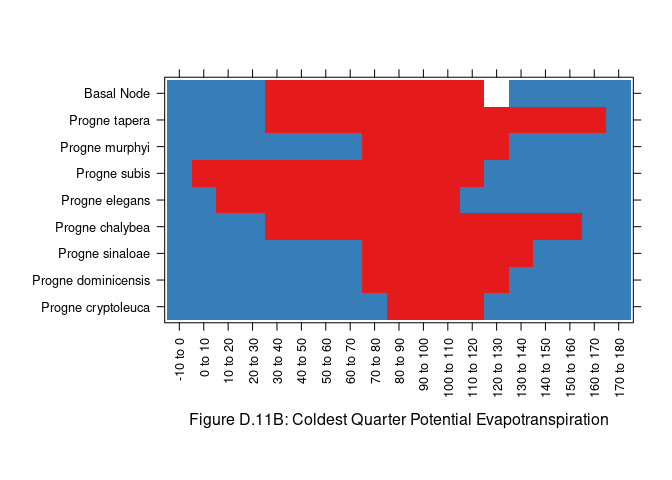 Basal Node
Progne tapera
Progne murphyi
Progne subis
Progne elegans
Progne chalybea
Progne sinaloae
Progne dominicensis
Progne cryptoleuca
-10 to 0
0 to 10
10 to 20
20 to 30
30 to 40
40 to 50
50 to 60
60 to 70
70 to 80
80 to 90
90 to 100
100 to 110
110 to 120
120 to 130
130 to 140
140 to 150
150 to 160
160 to 170
170 to 180
Figure D.11B: Coldest Quarter Potential Evapotranspiration